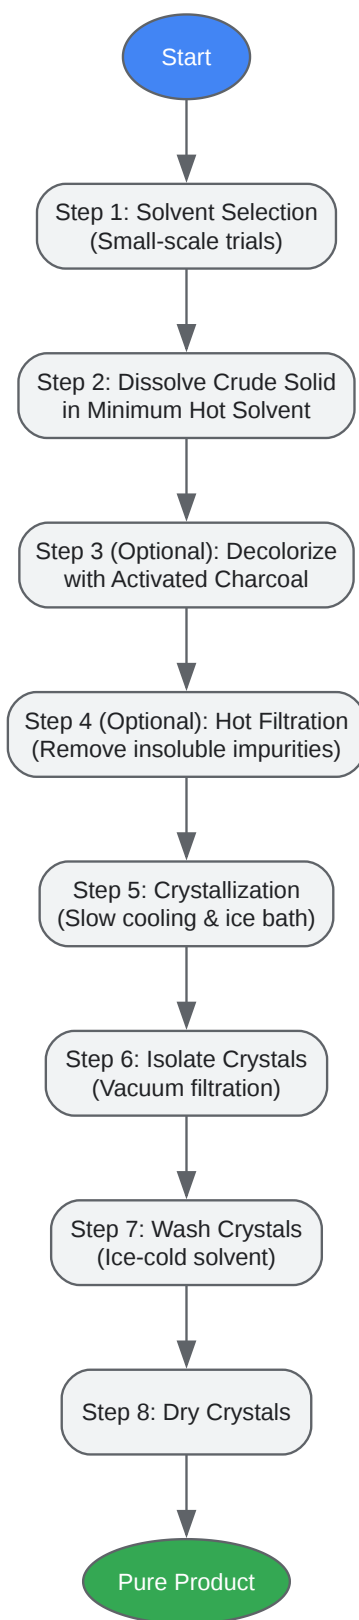 Start
Step 1: Solvent Selection
(Small-scale trials)
Step 2: Dissolve Crude Solid
in Minimum Hot Solvent
Step 3 (Optional): Decolorize
with Activated Charcoal
Step 4 (Optional): Hot Filtration
(Remove insoluble impurities)
Step 5: Crystallization
(Slow cooling & ice bath)
Step 6: Isolate Crystals
(Vacuum filtration)
Step 7: Wash Crystals
(Ice-cold solvent)
Step 8: Dry Crystals
Pure Product